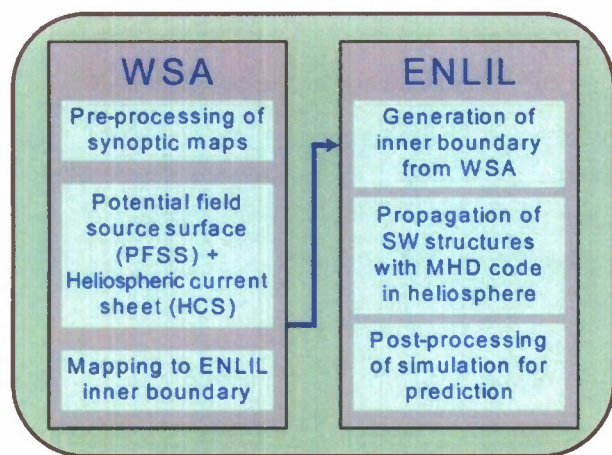 WSA
Pre-processing of
synoptic maps
Potential field
source surface
(PFSS) +
Heliospheric current
sheet (HCS)
Mapping to ENLIL
inner boundary
ENLIL
Generation of
inner boundary
from WSA
Propagation of
SW structures
with MHD code
in heliosphere
Post-processing
of simulation for
prediction